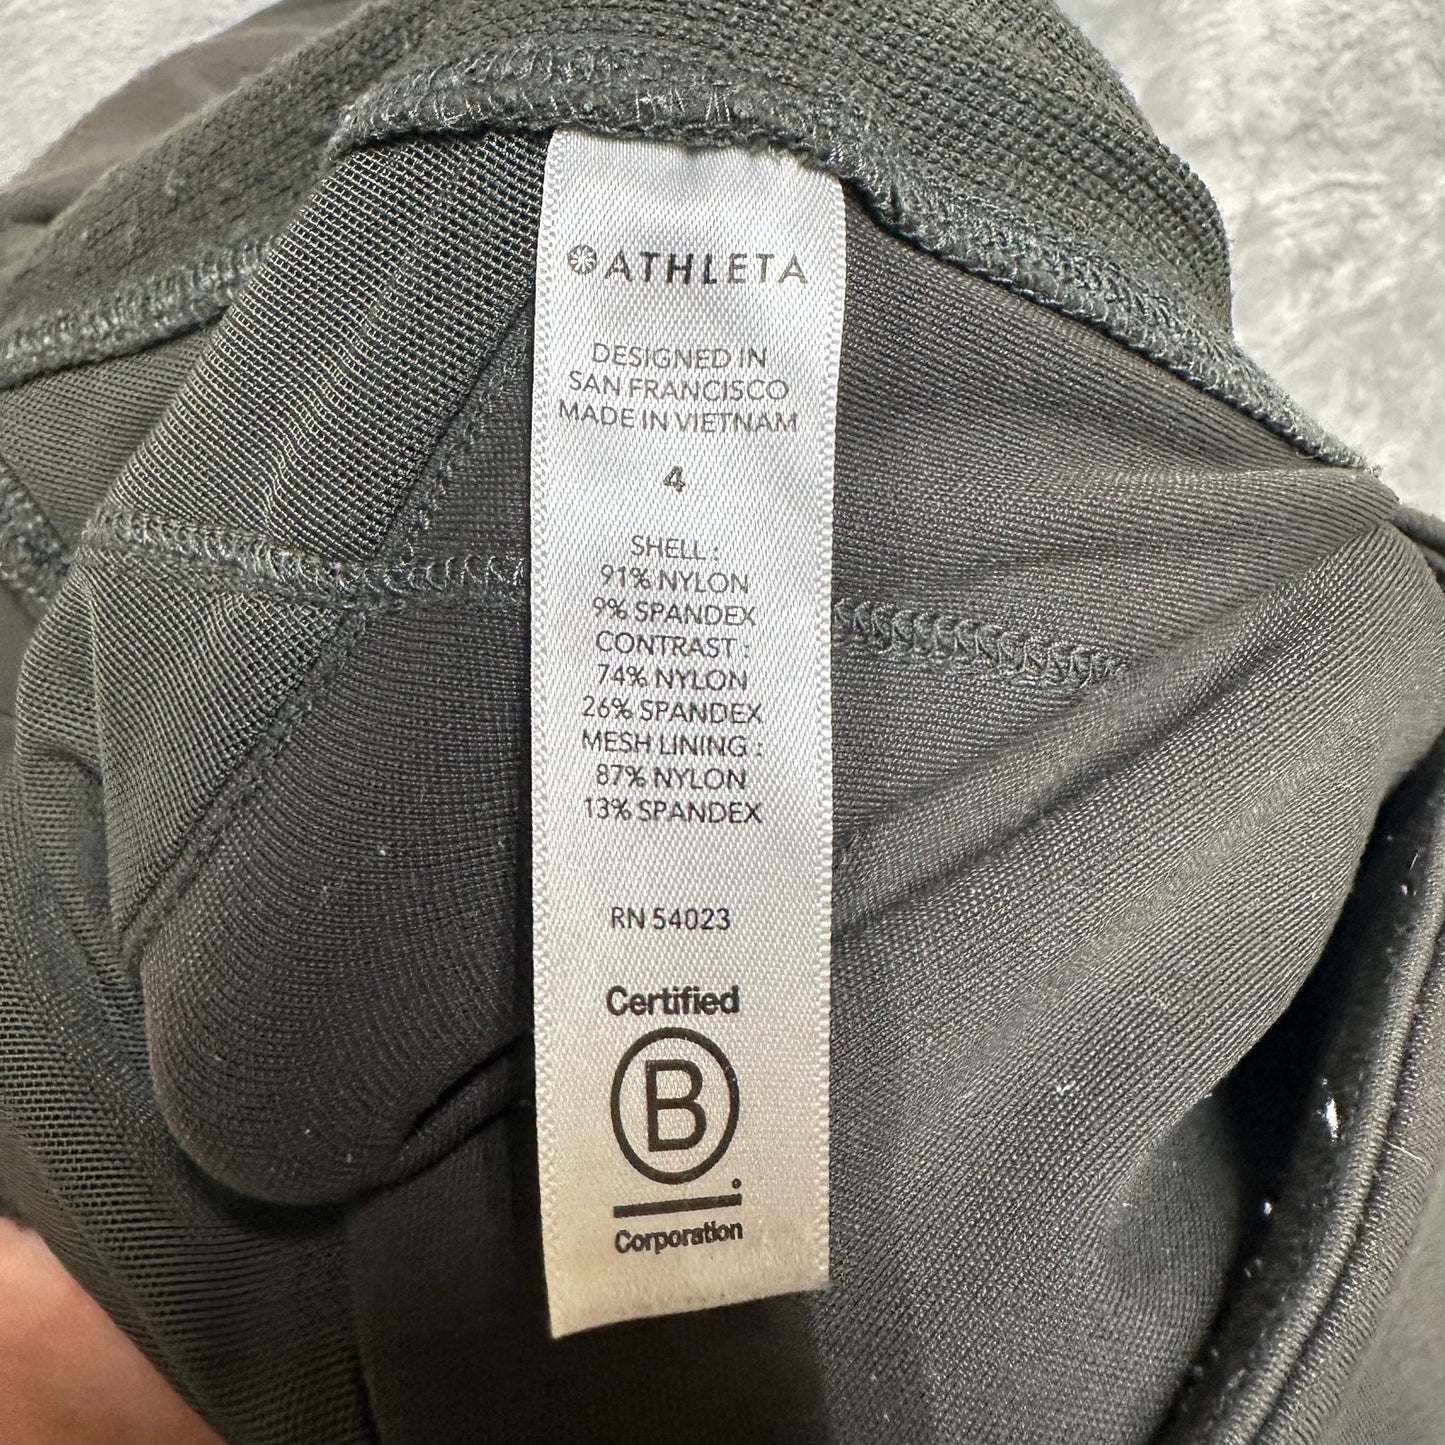 ATHLETA
DESIGNED IN
SAN FRANCISCO
MADE IN VIETNAM
4
SHELL :
91% NYLON
9% SPANDEX
CONTRAST :
74% NYLON
26% SPANDEX
MESH LINING :
87% NYLON
13% SPANDEX
RN 54023
Certified
B
Corporation